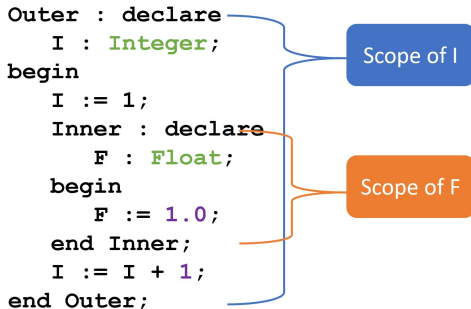 Outer : declare
I : Integer;
begin
I := 1;
Inner : declare
F : Float;
begin
F := 1.0;
end Inner;
I := I + 1;
end Outer;
Scope of I
Scope of F